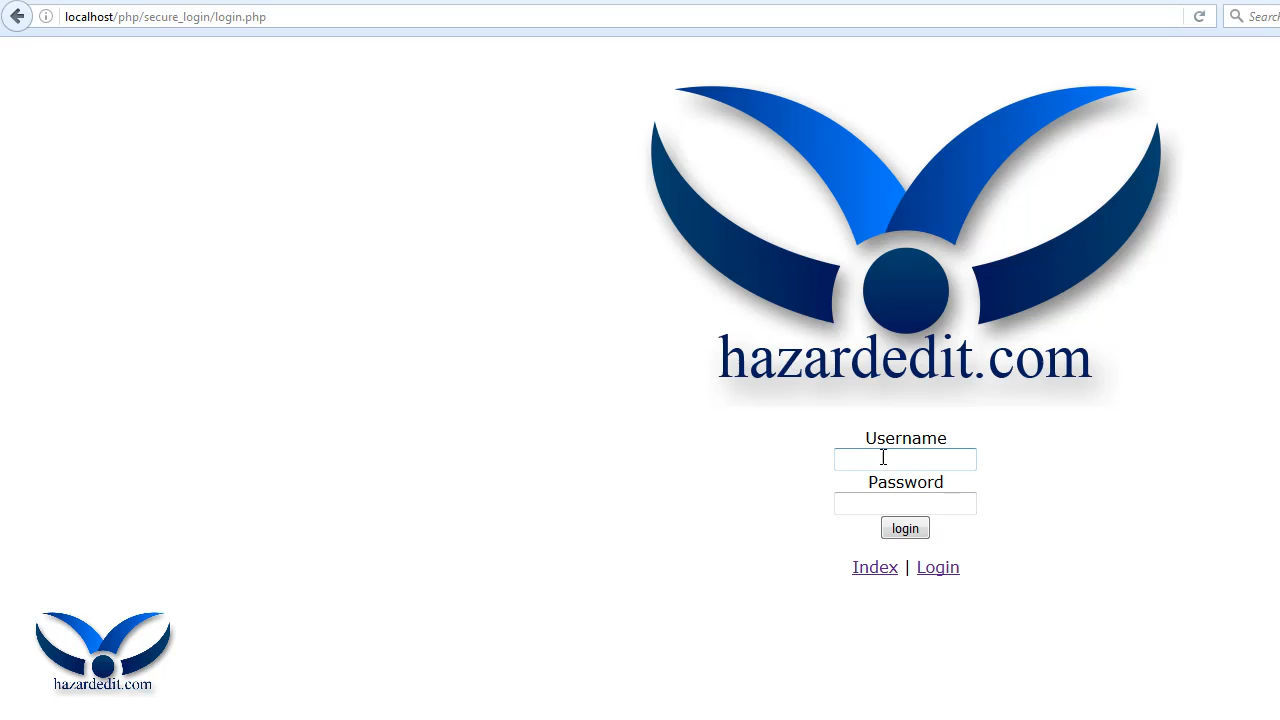 localhost/php/secure_login/login.php
Search
hazardedit.com
Username
Password
login
Index | Login
hazardedit.com